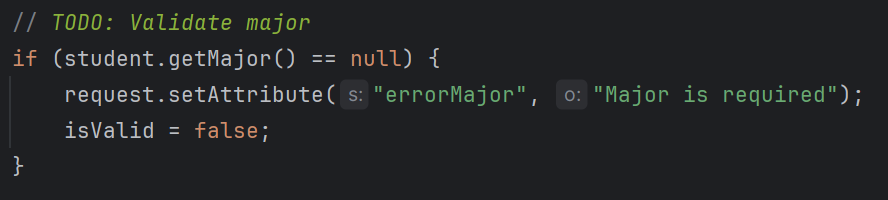 // TODO: Validate major
if (student.getMajor() == null) {
    request.setAttribute( s: "errorMajor", o: "Major is required");
    isValid = false;
}